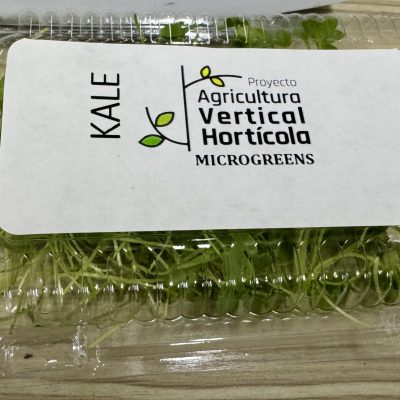 KALE
Proyecto
Agricultura
Vertical
Hortícola
MICROGREENS